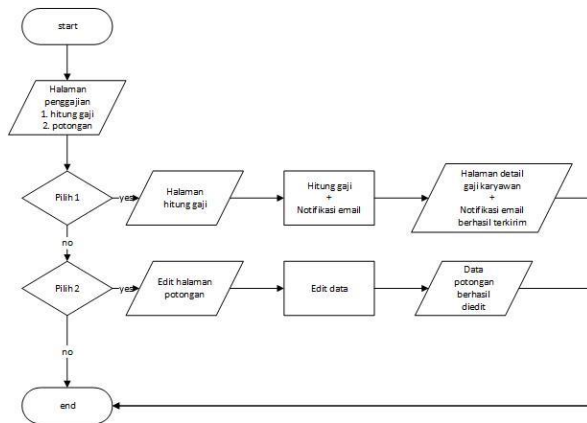 start
Halaman
penggajian
1. hitung gaji
2. potongan
Pilih 1
yes
Halaman
hitung gaji
Hitung gaji
+
Notifikasi email
Halaman detail
gaji karyawan
+
Notifikasi email
berhasil terkirim
no
Pilih 2
yes
Edit halaman
potongan
Edit data
Data
potongan
berhasil
diedit
no
end